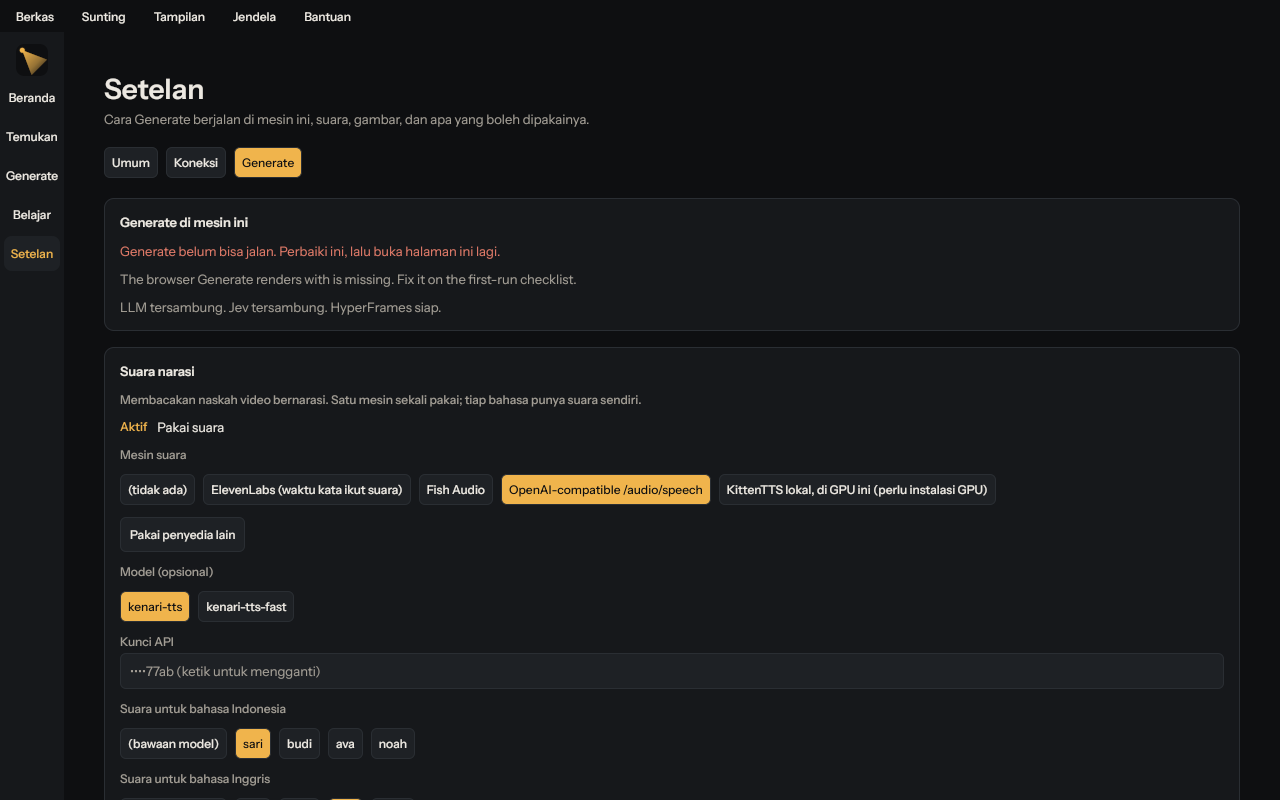 Berkas Sunting Tampilan Jendela Bantuan
Beranda
Temukan
Generate
Belajar
Setelan
Setelan
Cara Generate berjalan di mesin ini, suara, gambar, dan apa yang boleh dipakainya.
Umum Koneksi Generate
Generate di mesin ini
Generate belum bisa jalan. Perbaiki ini, lalu buka halaman ini lagi.
The browser Generate renders with is missing. Fix it on the first-run checklist.
LLM tersambung. Jev tersambung. HyperFrames siap.
Suara narasi
Membacakan naskah video bernarasi. Satu mesin sekali pakai; tiap bahasa punya suara sendiri.
Aktif Pakai suara
Mesin suara
(tidak ada) ElevenLabs (waktu kata ikut suara) Fish Audio OpenAI-compatible /audio/speech KittenTTS lokal, di GPU ini (perlu instalasi GPU)
Pakai penyedia lain
Model (opsional)
kenari-tts kenari-tts-fast
Kunci API
····77ab (ketik untuk mengganti)
Suara untuk bahasa Indonesia
(bawaan model) sari budi ava noah
Suara untuk bahasa Inggris